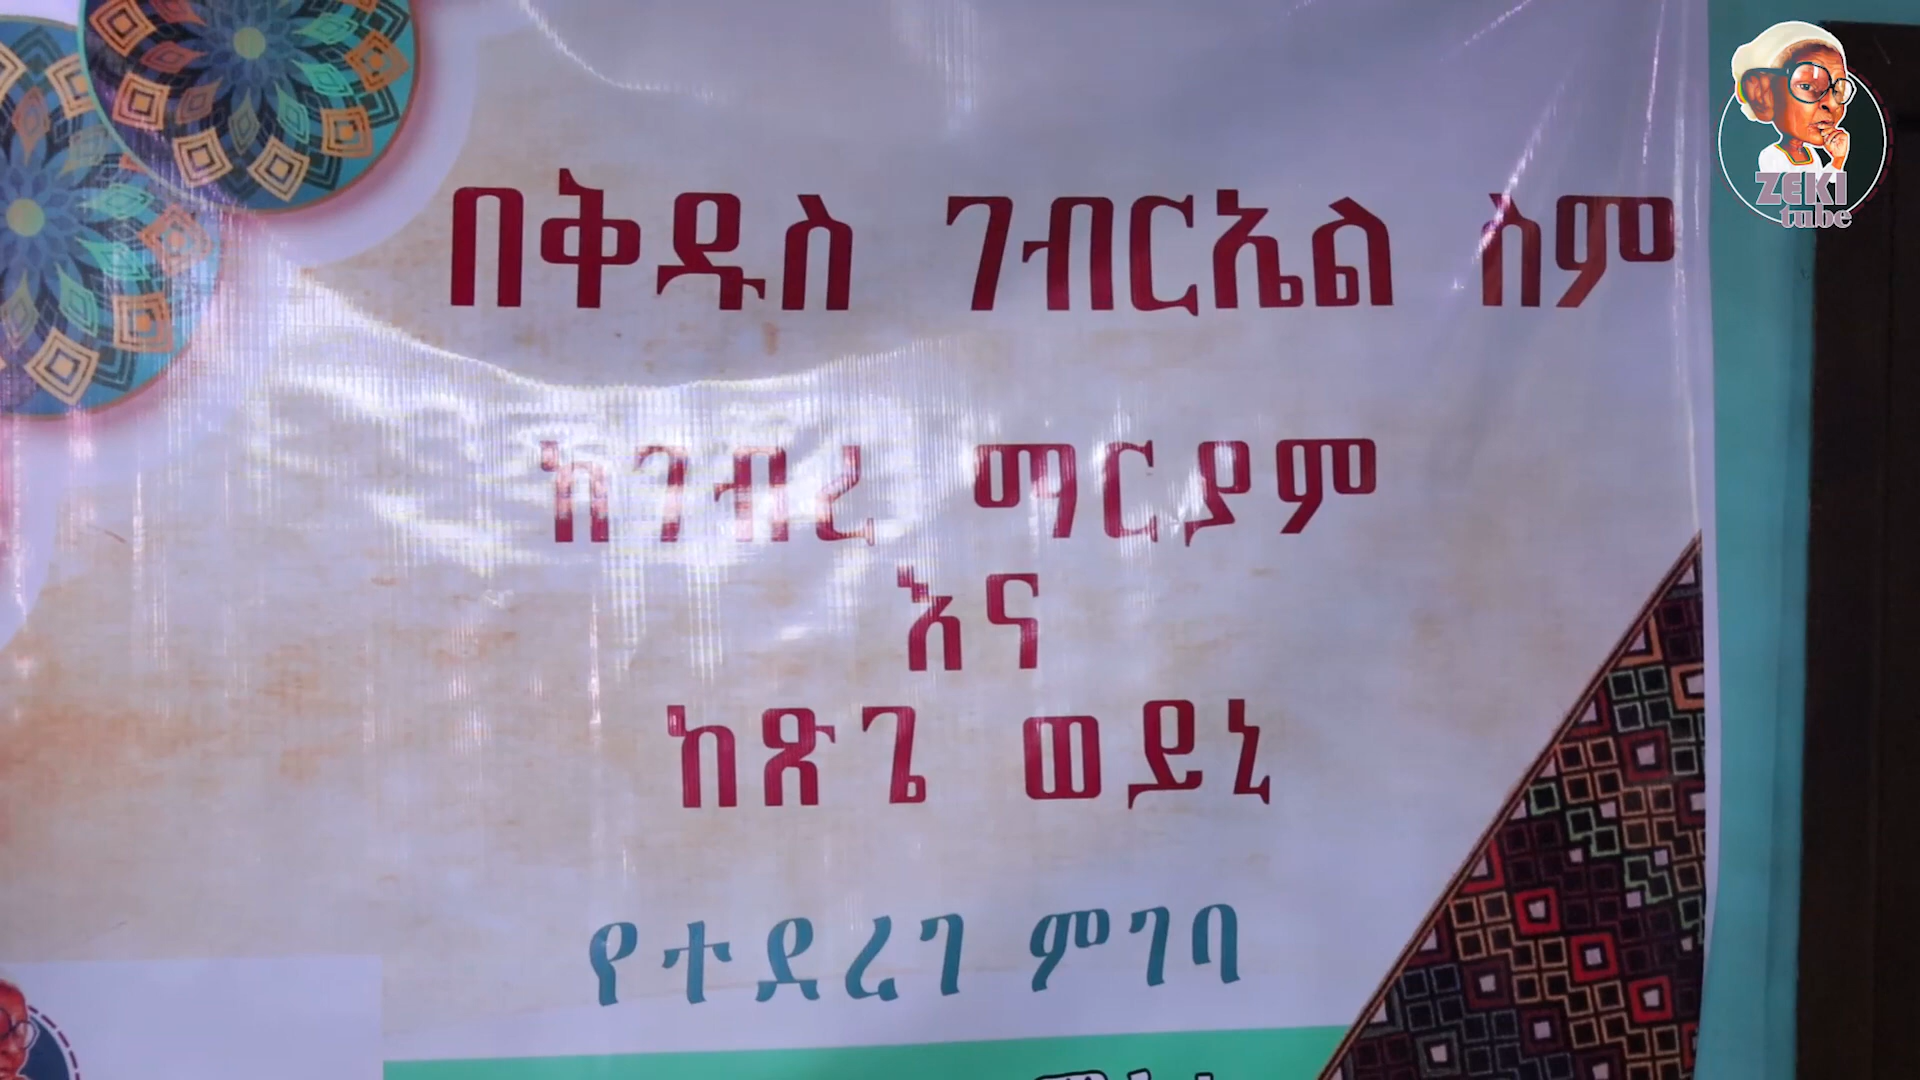 በቅዱስ ገብርኤል ስም
ከገብረ ማርያም
እና
ከጽጌ ወይኒ
የተደረገ ምገባ
ZEKI
tube